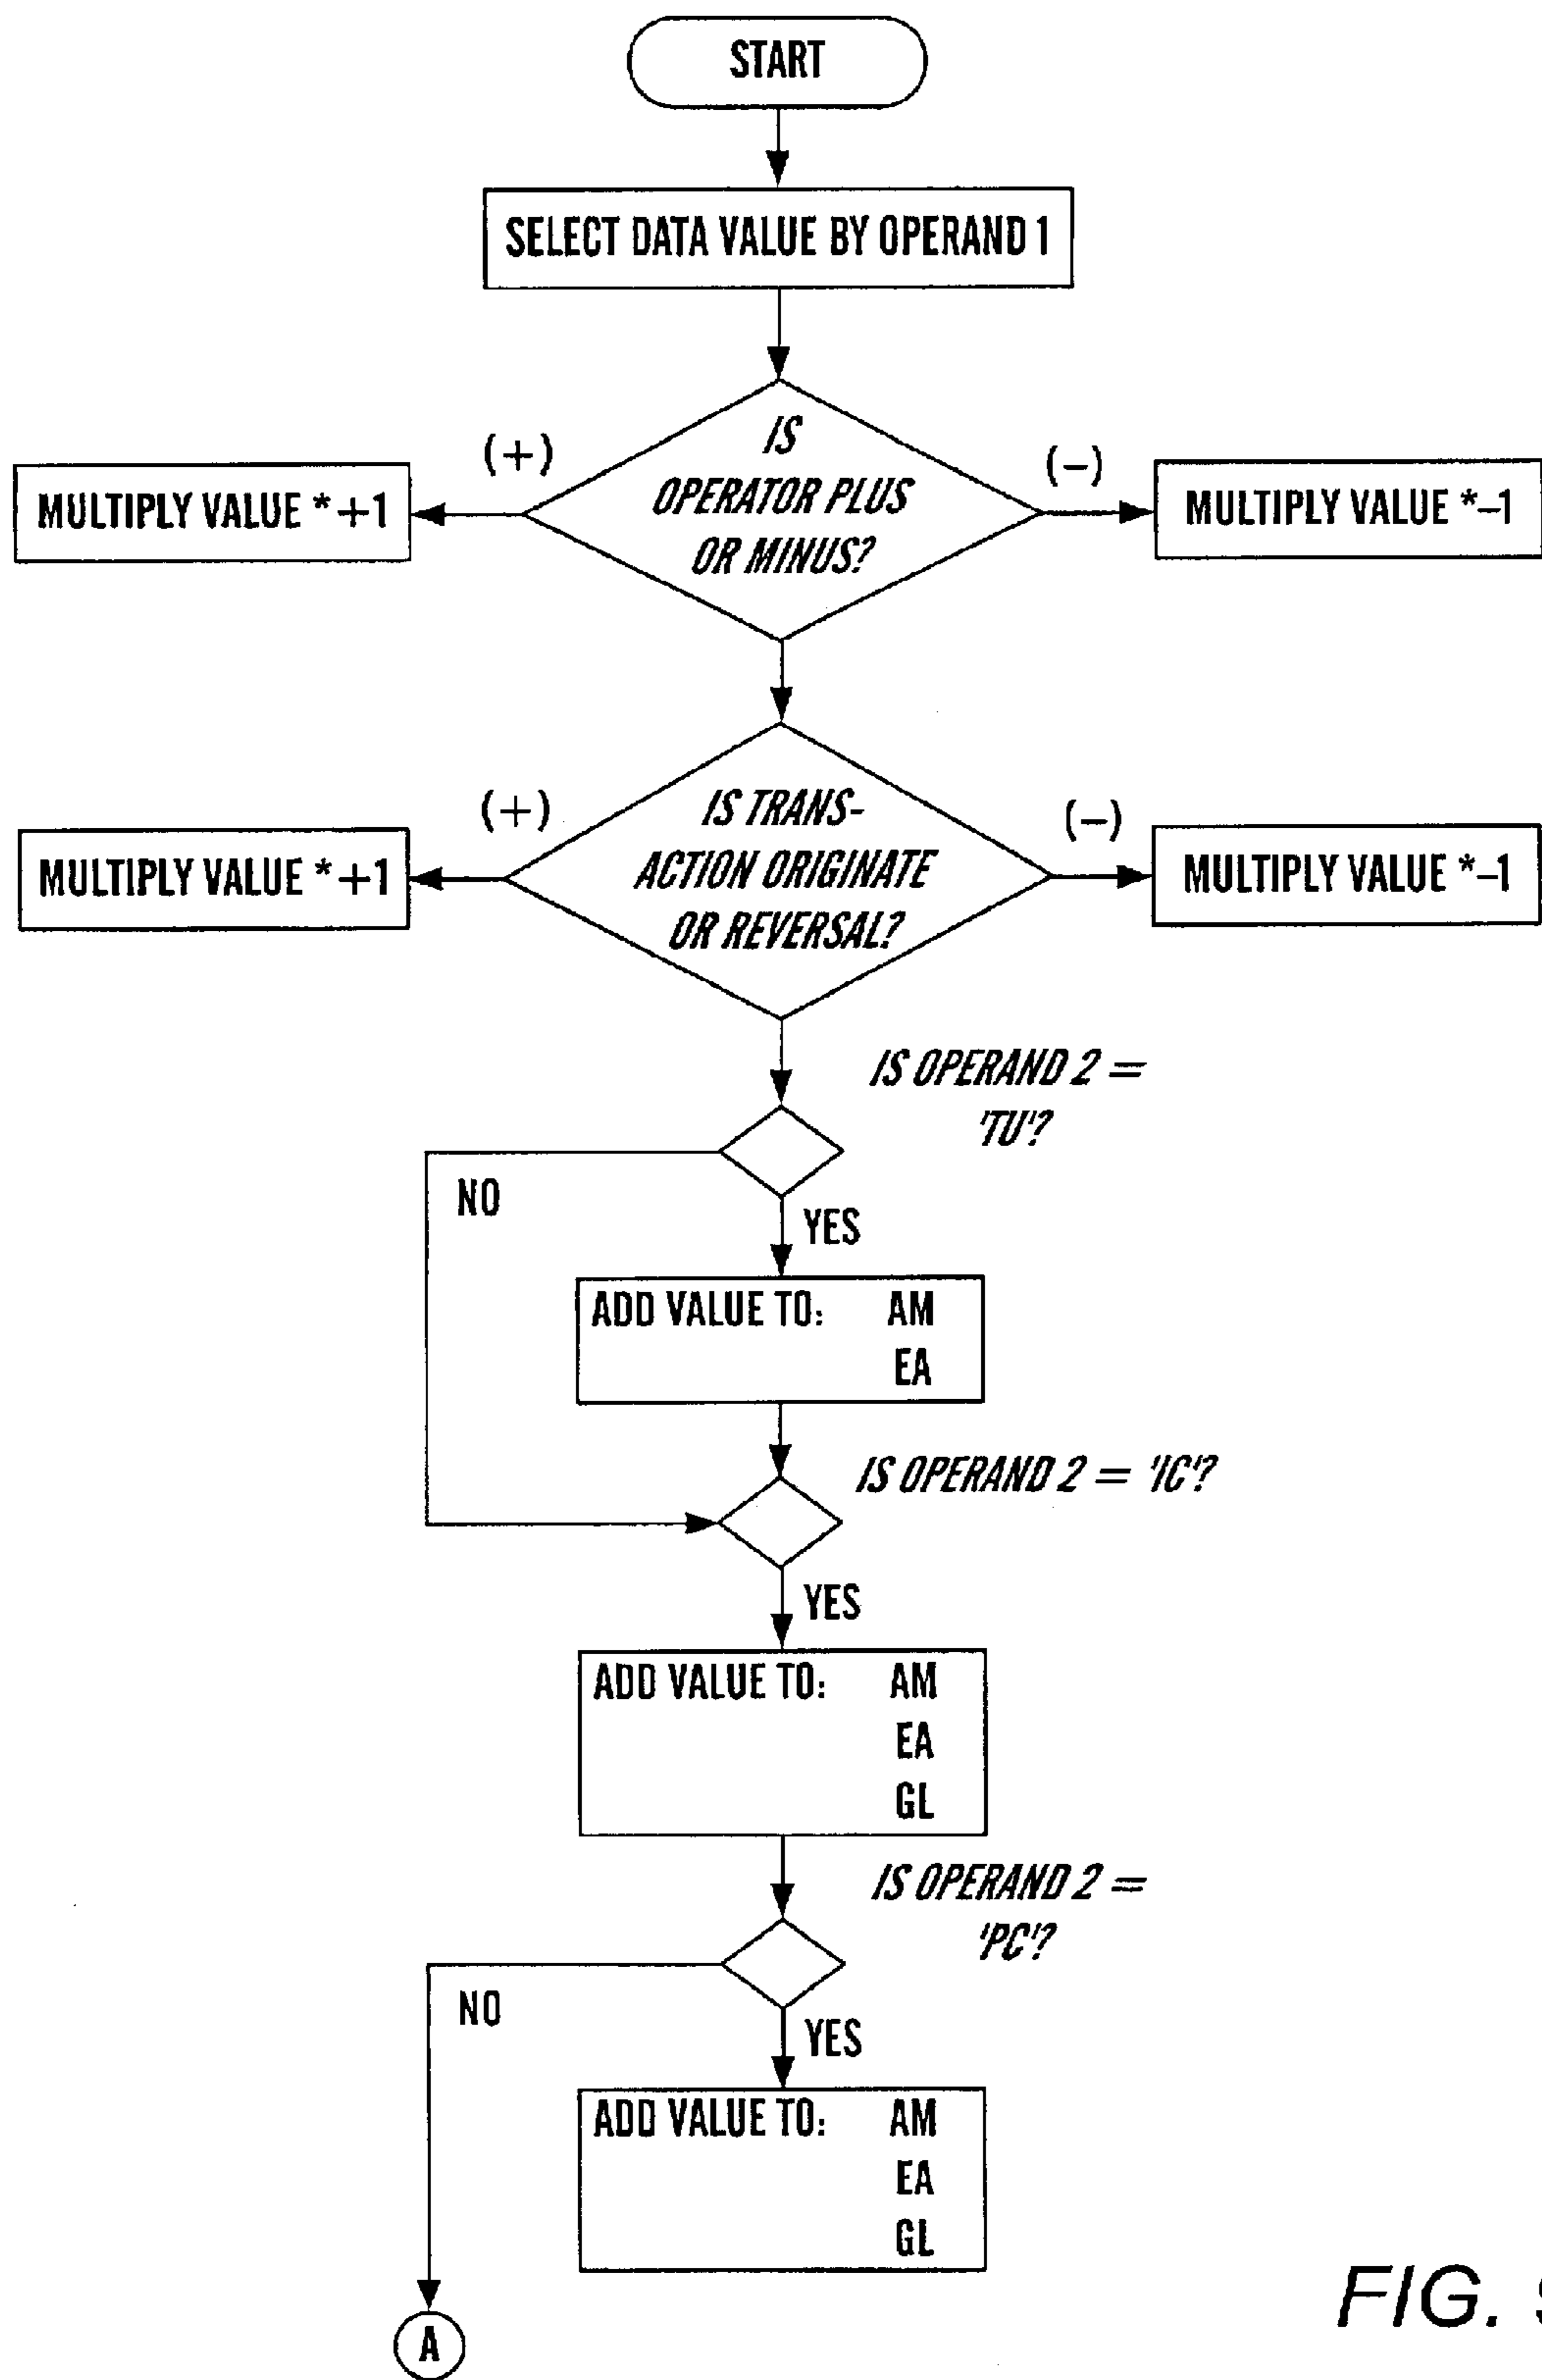 START
SELECT DATA VALUE BY OPERAND 1
IS
OPERATOR PLUS
OR MINUS?
(+)
(–)
MULTIPLY VALUE *+1
MULTIPLY VALUE *–1
IS TRANS-
ACTION ORIGINATE
OR REVERSAL?
(+)
(–)
MULTIPLY VALUE *+1
MULTIPLY VALUE *–1
IS OPERAND 2 =
'TU'?
NO
YES
ADD VALUE TO: AM
EA
IS OPERAND 2 = 'IC'?
YES
ADD VALUE TO: AM
EA
GL
IS OPERAND 2 =
'PC'?
NO
YES
ADD VALUE TO: AM
EA
GL
A
FIG.